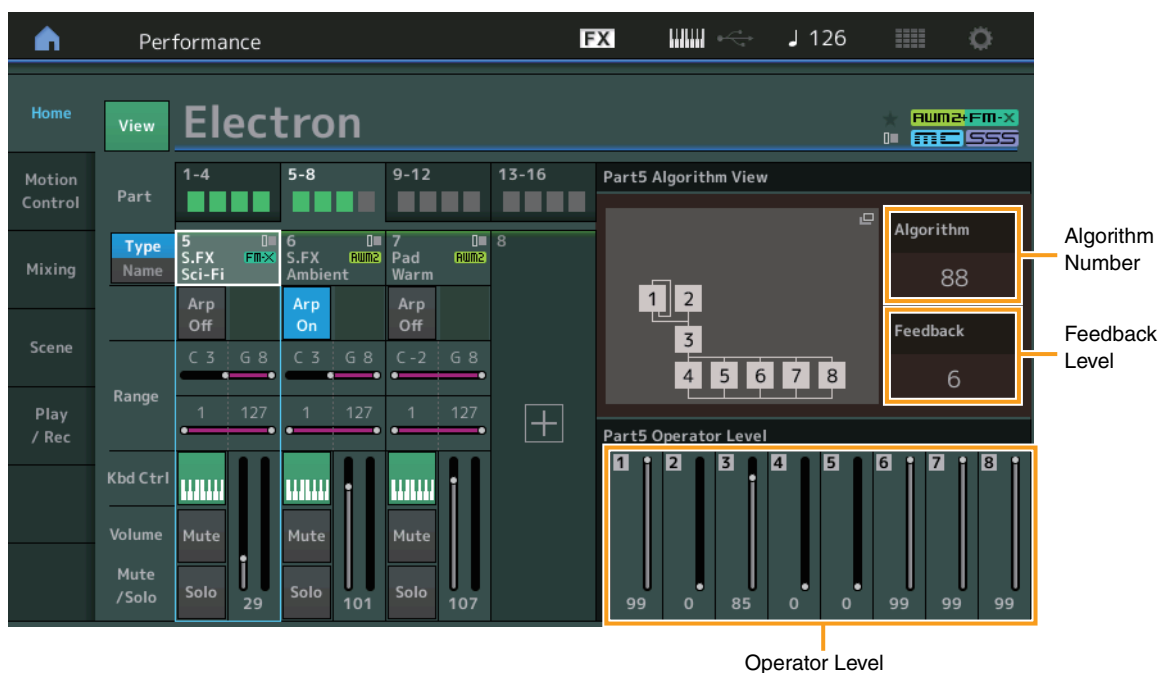 Performance
FX
126
Home
View
Electron
AWM2+FM-X
MC SSS
Motion
Control
Part
1-4
5-8
9-12
13-16
Part5 Algorithm View
Type
Name
5
S.FX FM-X
Sci-Fi
6
S.FX AWM2
Ambient
7
Pad AWM2
Warm
8
Mixing
Arp
Off
Arp
On
Arp
Off
Scene
Range
C 3 G 8
C 3 G 8
C -2 G 8
1 127
1 127
1 127
Play
/ Rec
Kbd Ctrl
Volume
Mute
Mute
Mute
Mute
/Solo
Solo 29
Solo 101
Solo 107
1 2
3
4 5 6 7 8
Algorithm
88
Feedback
6
Algorithm
Number
Feedback
Level
Part5 Operator Level
1 2 3 4 5 6 7 8
99 0 85 0 0 99 99 99
Operator Level